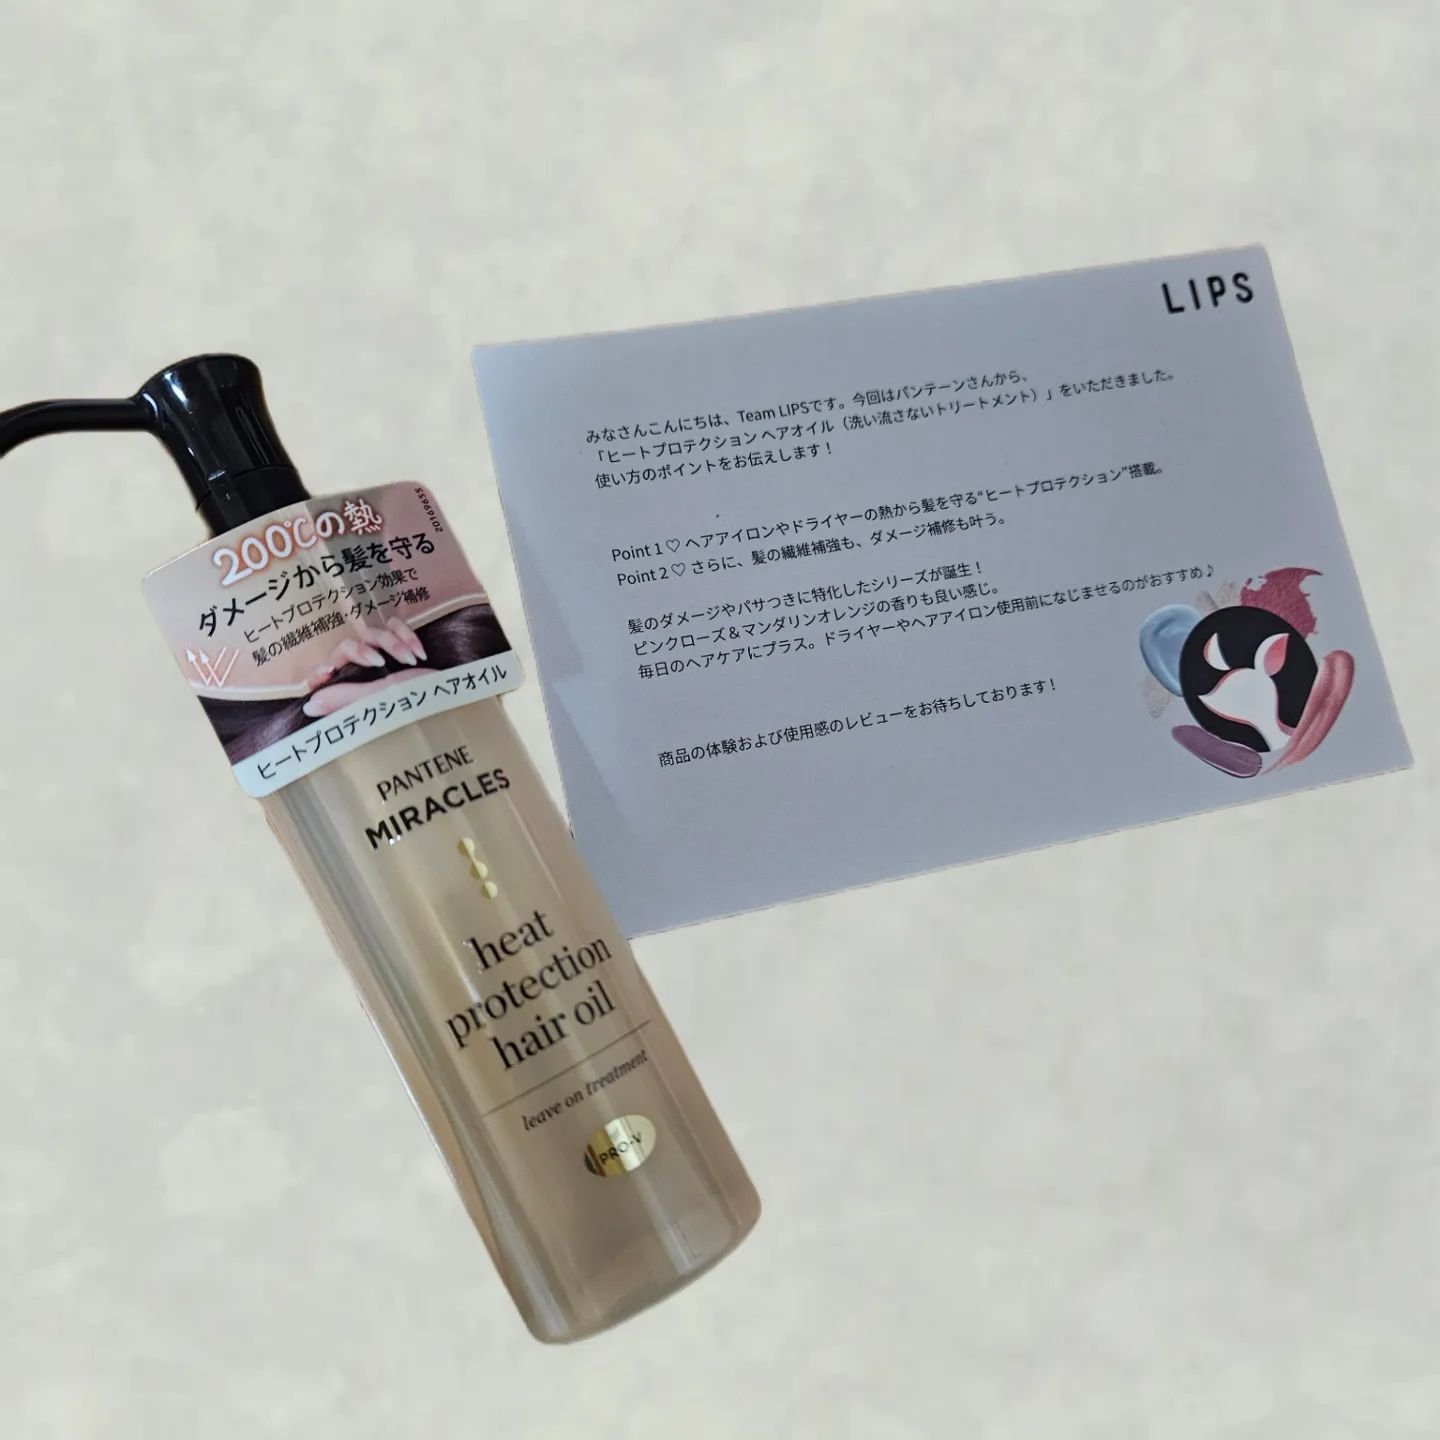 200℃の熱
ダメージから髪を守る
ヒートプロテクション効果で
髪の繊維補強・ダメージ補修
ヒートプロテクション ヘアオイル
20169655
PANTENE
MIRACLES
heat
protection
hair oil
leave on treatment
PRO-V
LIPS
みなさんこんにちは、Team LIPSです。今回はパンテーンさんから、
「ヒートプロテクション ヘアオイル（洗い流さないトリートメント）」をいただきました。
使い方のポイントをお伝えします！
Point 1 ♡ ヘアアイロンやドライヤーの熱から髪を守る“ヒートプロテクション”搭載。
Point 2 ♡ さらに、髪の繊維補強も、ダメージ補修も叶う。
髪のダメージやパサつきに特化したシリーズが誕生！
ピンクローズ＆マンダリンオレンジの香りも良い感じ。
毎日のヘアケアにプラス。ドライヤーやヘアアイロン使用前になじませるのがおすすめ♪
商品の体験および使用感のレビューをお待ちしております！